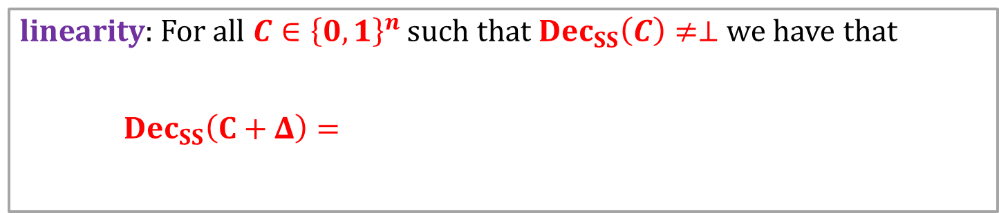 linearity: For all C ∈ {0, 1}ⁿ such that Dec_SS(C) ≠⊥ we have that
Dec_SS(C + Δ) =